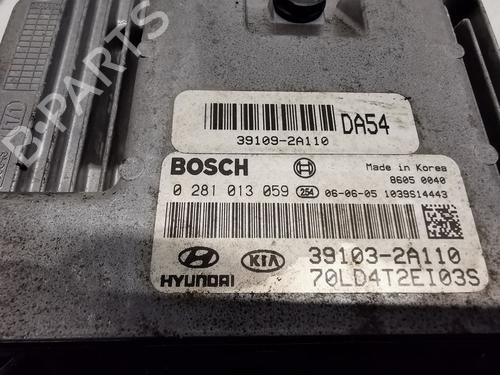 B-PARTS
39109-2A110
DA54
BOSCH
Made in Korea
8605 0040
0 281 013 059 254 06-06-05 1039S14443
HYUNDAI
KIA
39103-2A110
70LD4T2EI03S